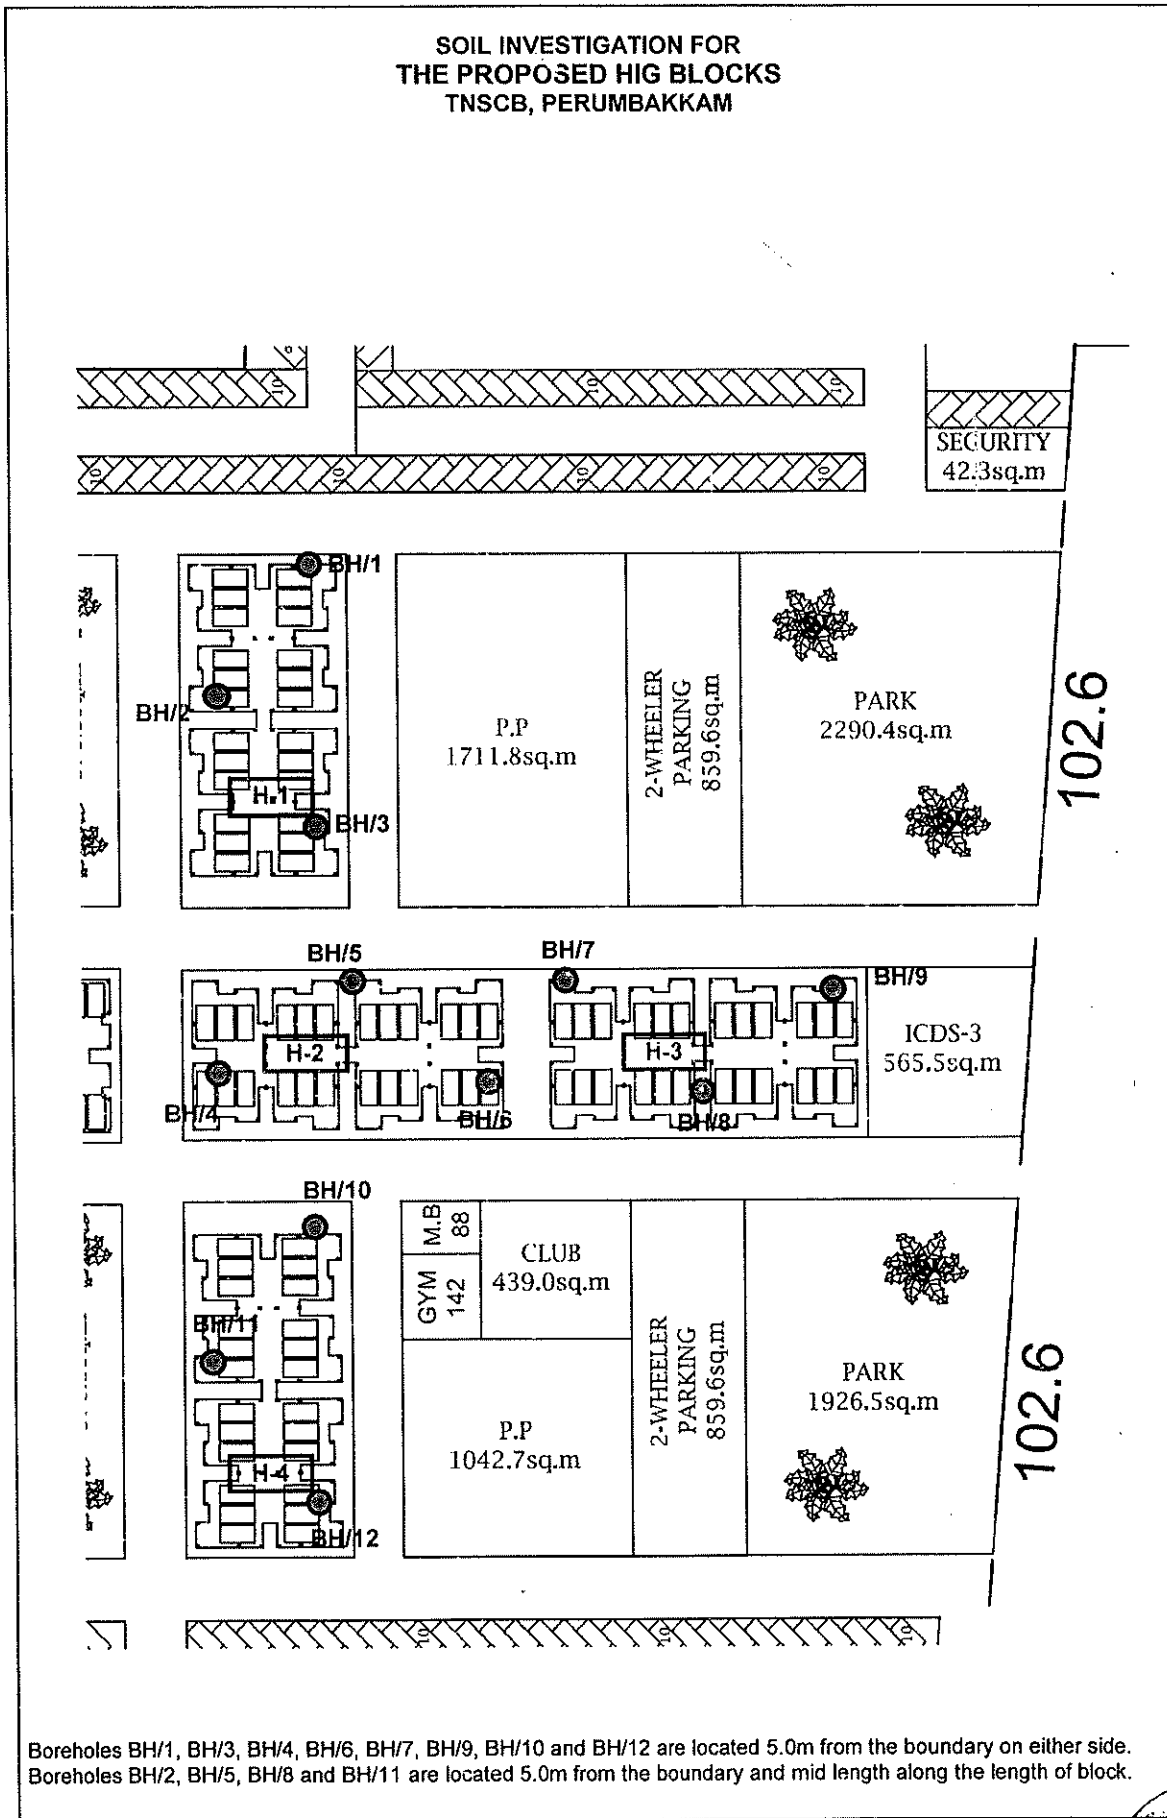 SOIL INVESTIGATION FOR
THE PROPOSED HIG BLOCKS
TNSCB, PERUMBAKKAM
10
10
10
10
10
10
10
SECURITY
42.3sq.m
BH/1
BH/2
H-1
BH/3
P.P
1711.8sq.m
2-WHEELER
PARKING
859.6sq.m
PARK
2290.4sq.m
102.6
BH/5
BH/7
BH/9
H-2
H-3
BH/4
BH/6
BH/8
ICDS-3
565.5sq.m
BH/10
BH/11
H-4
BH/12
M.B
88
GYM
142
CLUB
439.0sq.m
P.P
1042.7sq.m
2-WHEELER
PARKING
859.6sq.m
PARK
1926.5sq.m
102.6
10
10
10
Boreholes BH/1, BH/3, BH/4, BH/6, BH/7, BH/9, BH/10 and BH/12 are located 5.0m from the boundary on either side.
Boreholes BH/2, BH/5, BH/8 and BH/11 are located 5.0m from the boundary and mid length along the length of block.